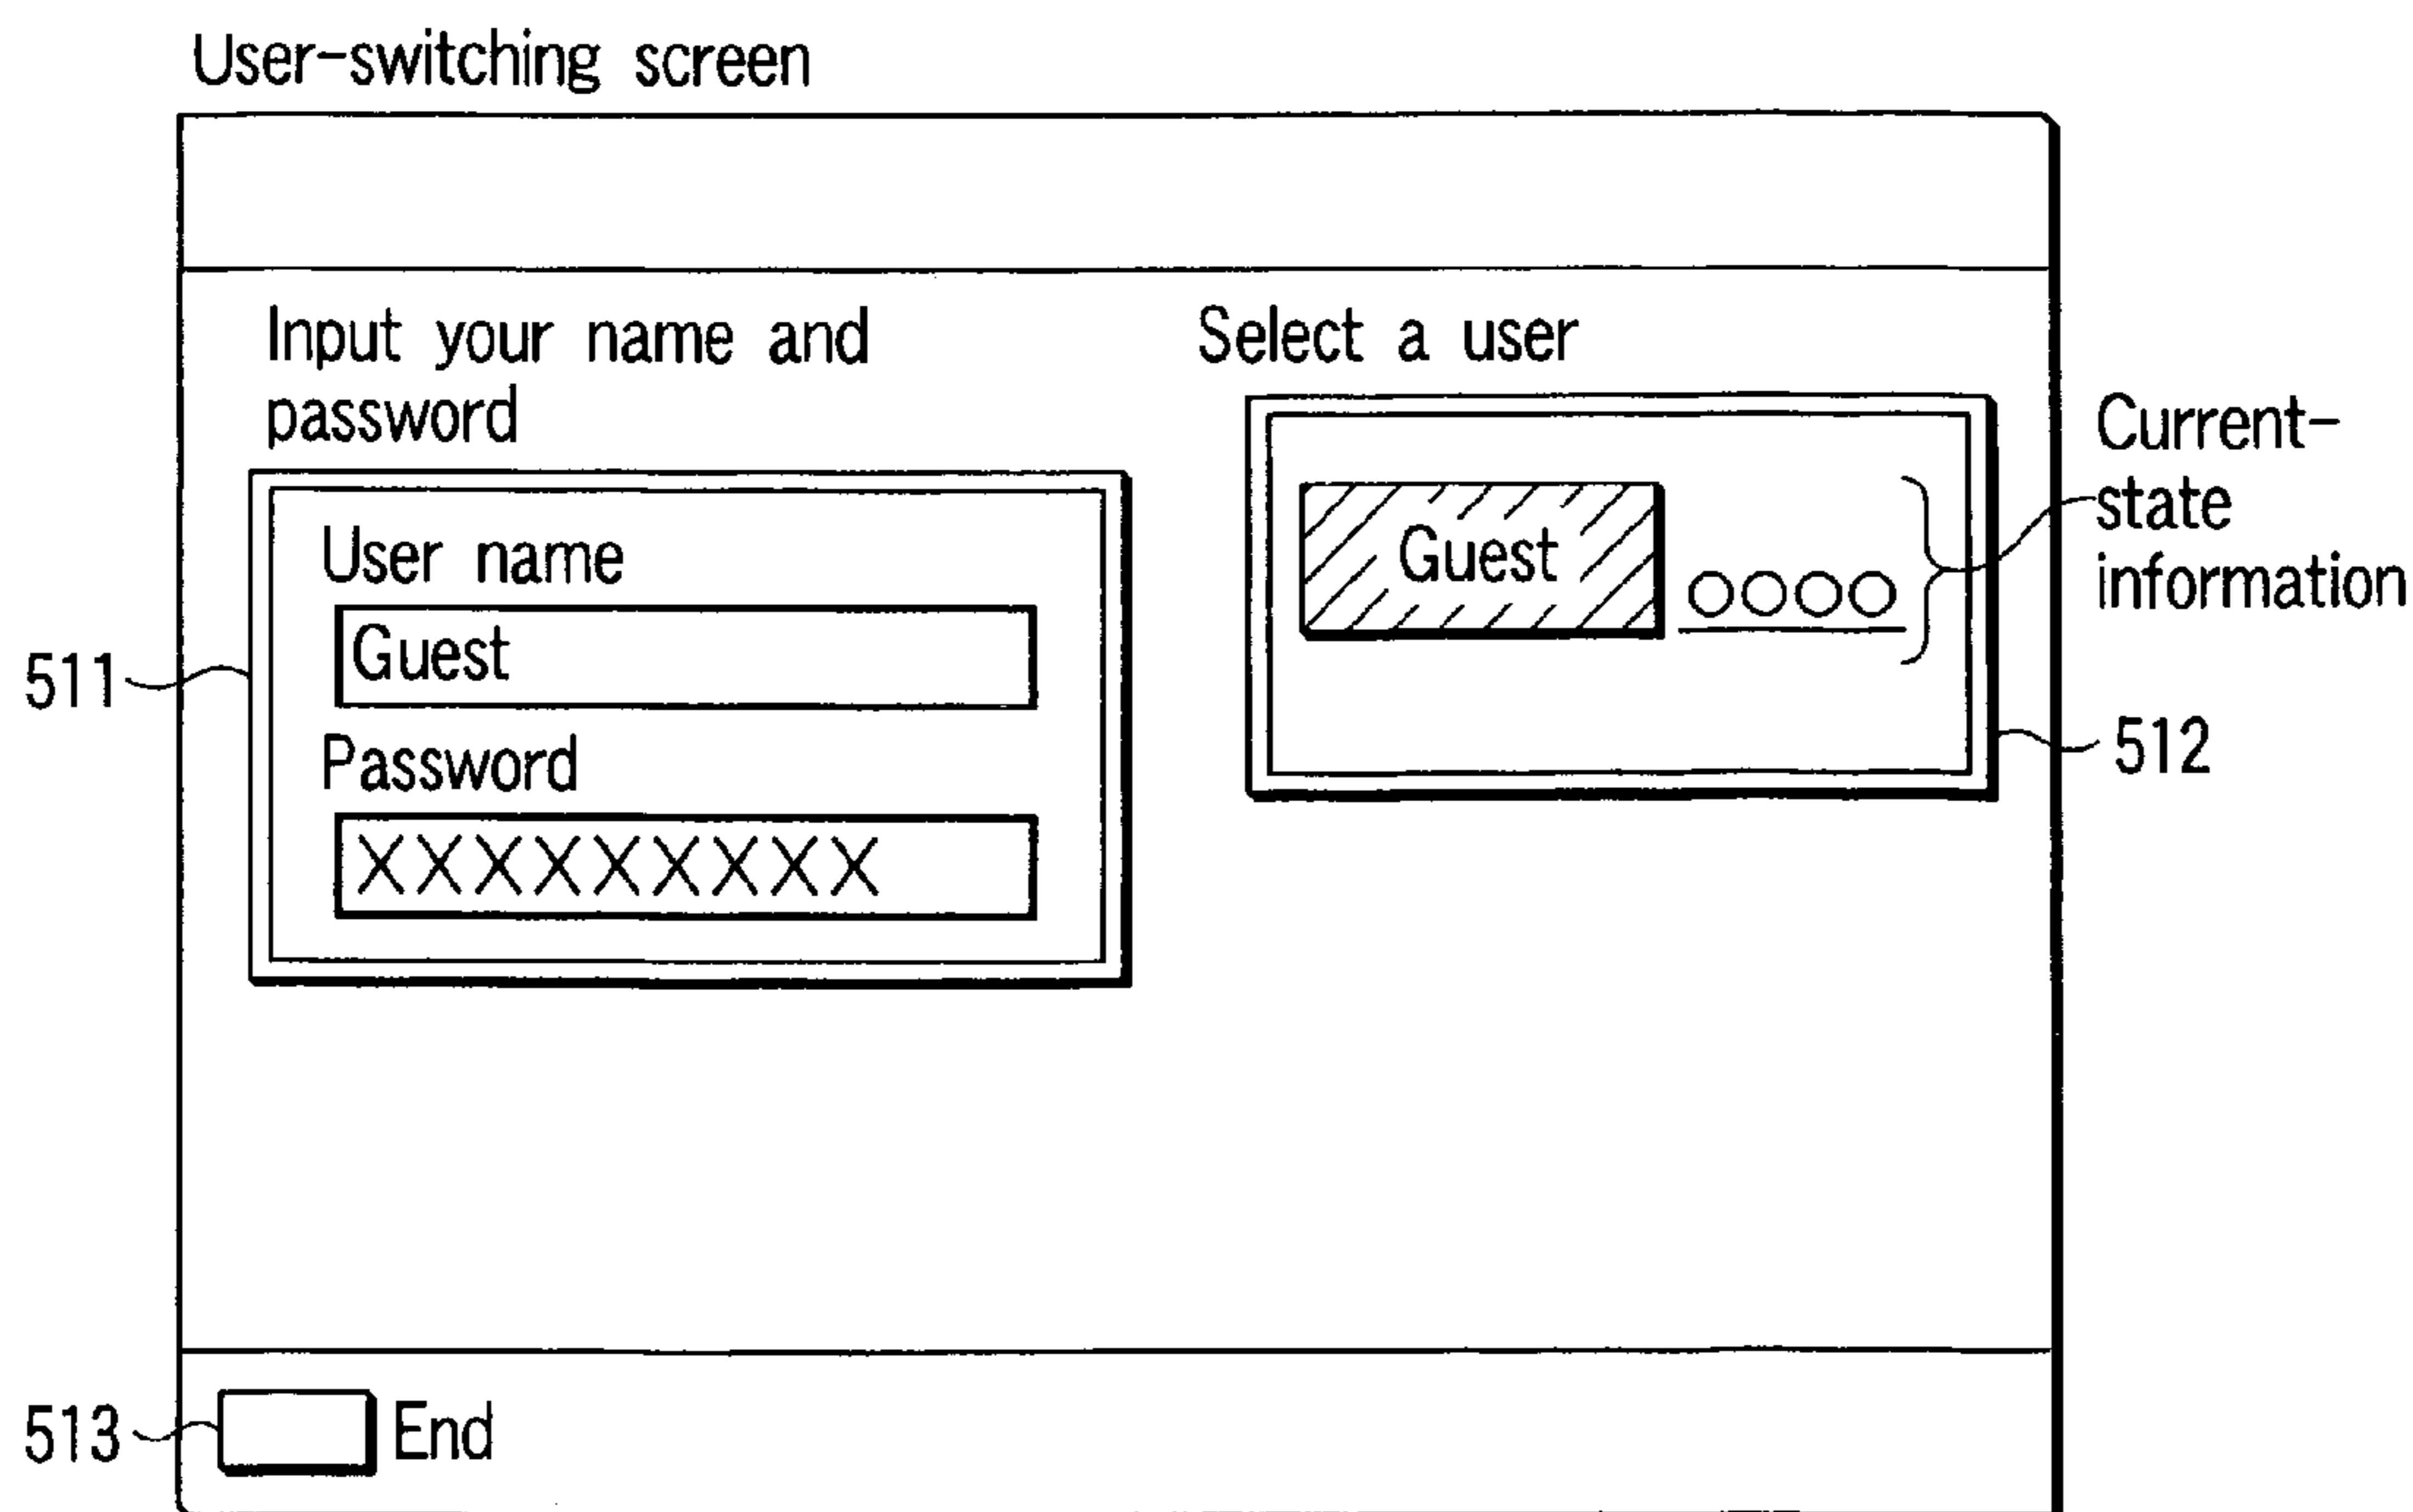 User-switching screen
Input your name and
password
Select a user
User name
Guest
Password
XXXXXXXXX
Guest
OOOO
Current-
state
information
511
512
513
End